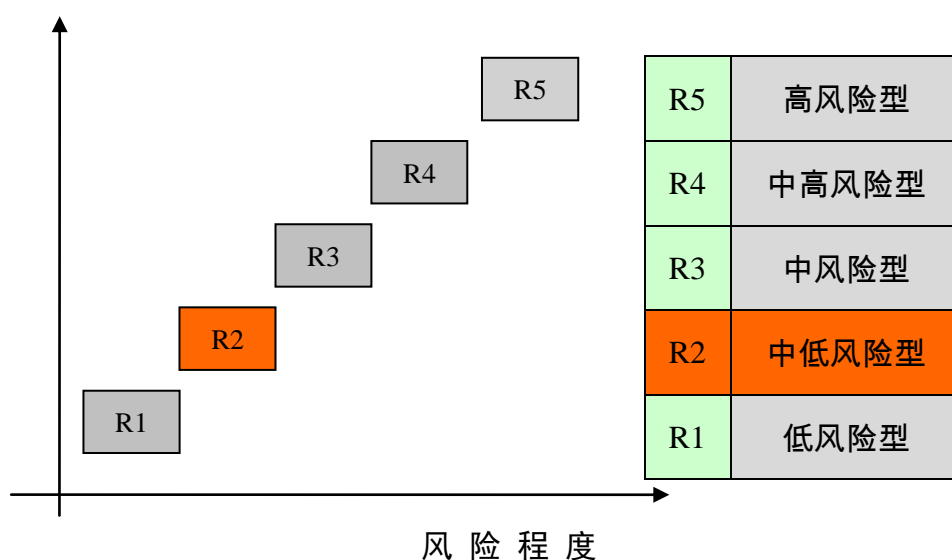 R5
R4
R3
R2
R1
风险程度
R5 高风险型
R4 中高风险型
R3 中风险型
R2 中低风险型
R1 低风险型